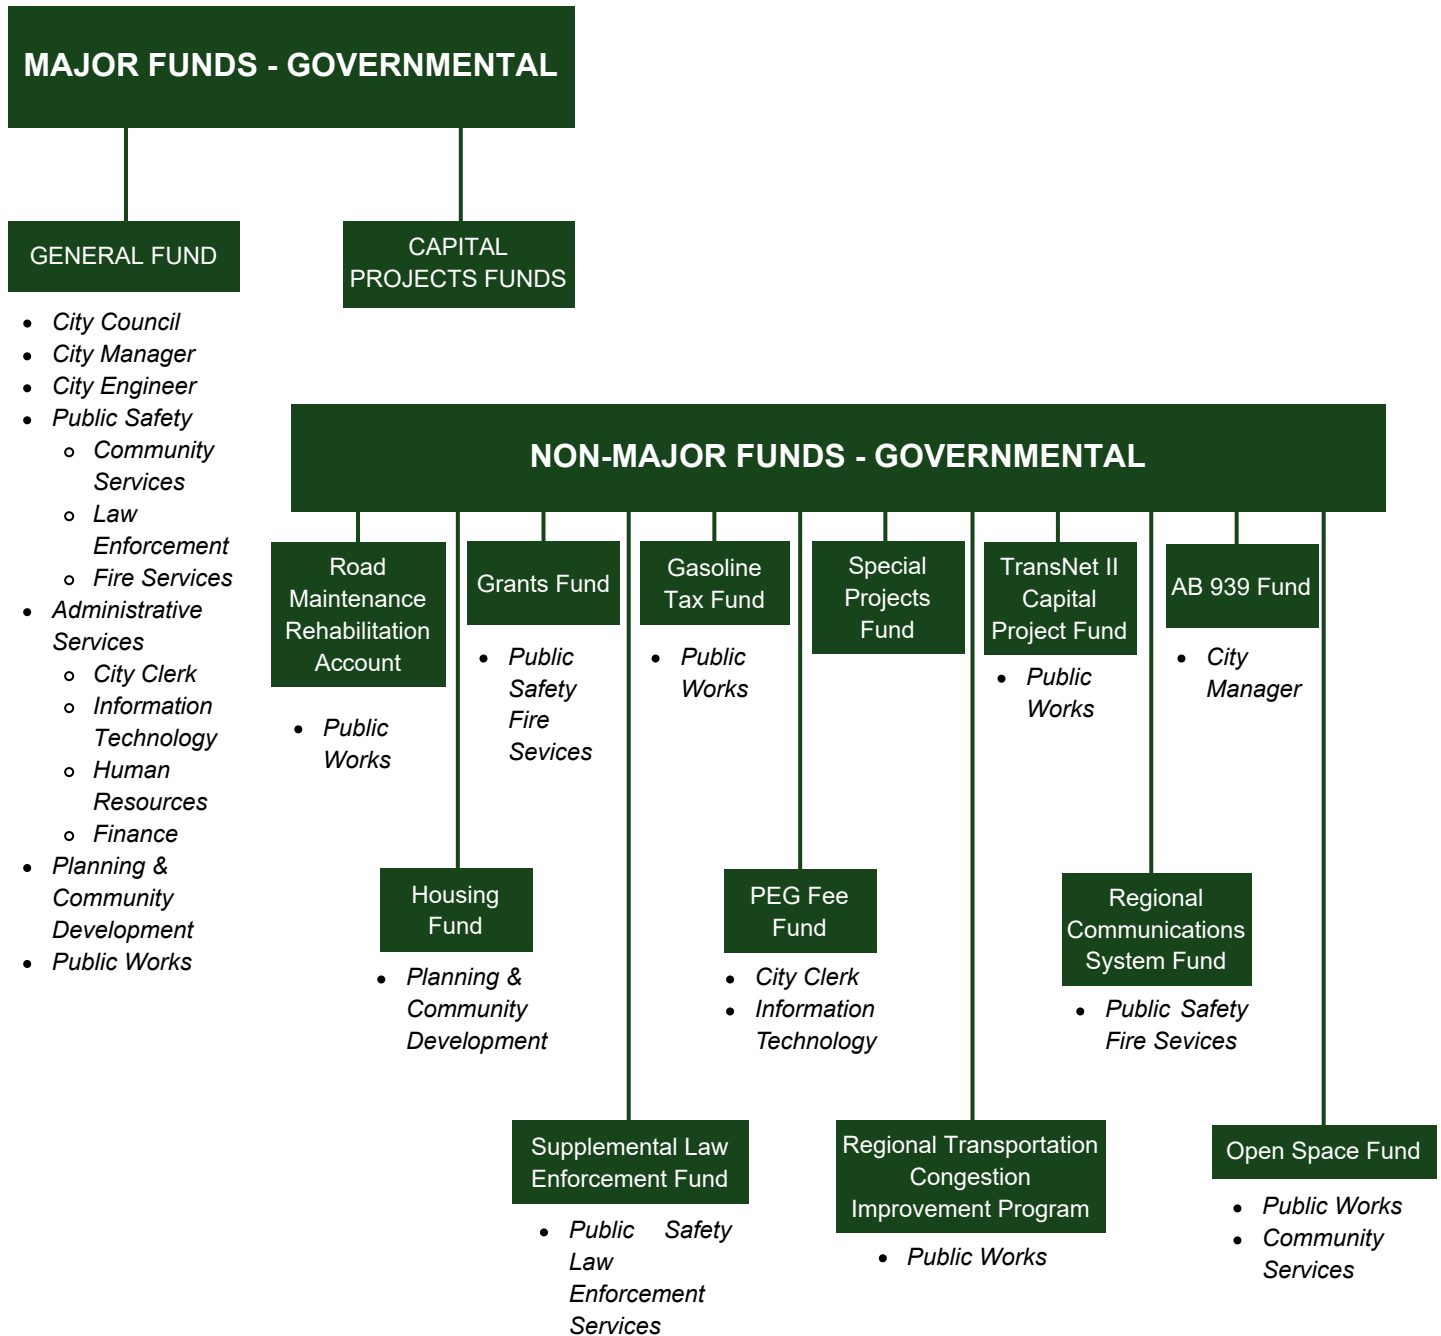 MAJOR FUNDS - GOVERNMENTAL
GENERAL FUND
CAPITAL
PROJECTS FUNDS
City Council
City Manager
City Engineer
Public Safety
Community
Services
Law
Enforcement
Fire Services
Administrative
Services
City Clerk
Information
Technology
Human
Resources
Finance
Planning &
Community
Development
Public Works
NON-MAJOR FUNDS - GOVERNMENTAL
Road
Maintenance
Rehabilitation
Account
Public
Works
Grants Fund
Public
Safety
Fire
Sevices
Gasoline
Tax Fund
Public
Works
Special
Projects
Fund
TransNet II
Capital
Project Fund
Public
Works
AB 939 Fund
City
Manager
Housing
Fund
Planning &
Community
Development
PEG Fee
Fund
City Clerk
Information
Technology
Regional
Communications
System Fund
Public Safety
Fire Sevices
Supplemental Law
Enforcement Fund
Public Safety
Law
Enforcement
Services
Regional Transportation
Congestion
Improvement Program
Public Works
Open Space Fund
Public Works
Community
Services